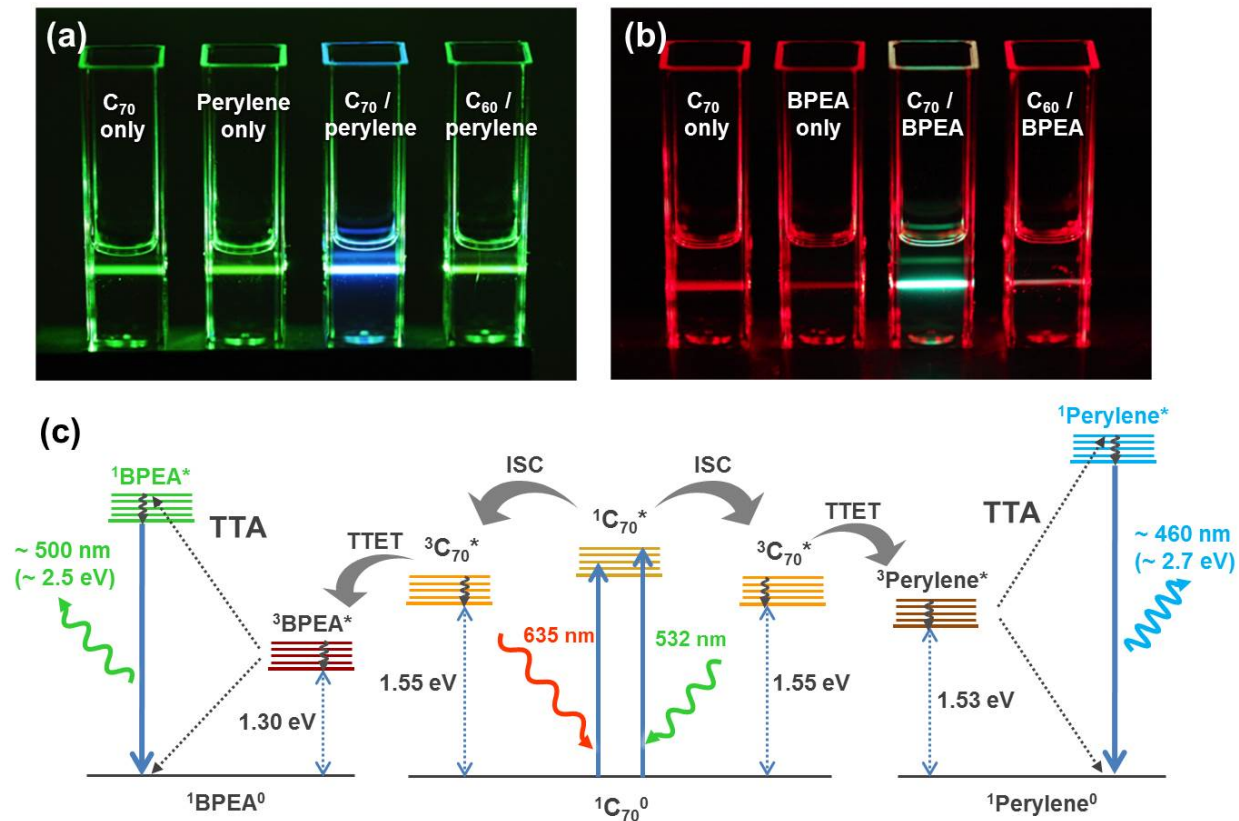 (a)
C₇₀
only
Perylene
only
C₇₀ /
perylene
C₆₀ /
perylene
(b)
C₇₀
only
BPEA
only
C₇₀ /
BPEA
C₆₀ /
BPEA
(c)
¹BPEA*
TTA
~ 500 nm
(~ 2.5 eV)
³BPEA*
1.30 eV
¹BPEA⁰
TTET
³C₇₀*
1.55 eV
ISC
¹C₇₀*
ISC
635 nm
532 nm
¹C₇₀⁰
³C₇₀*
1.55 eV
TTET
³Perylene*
1.53 eV
TTA
¹Perylene*
~ 460 nm
(~ 2.7 eV)
¹Perylene⁰